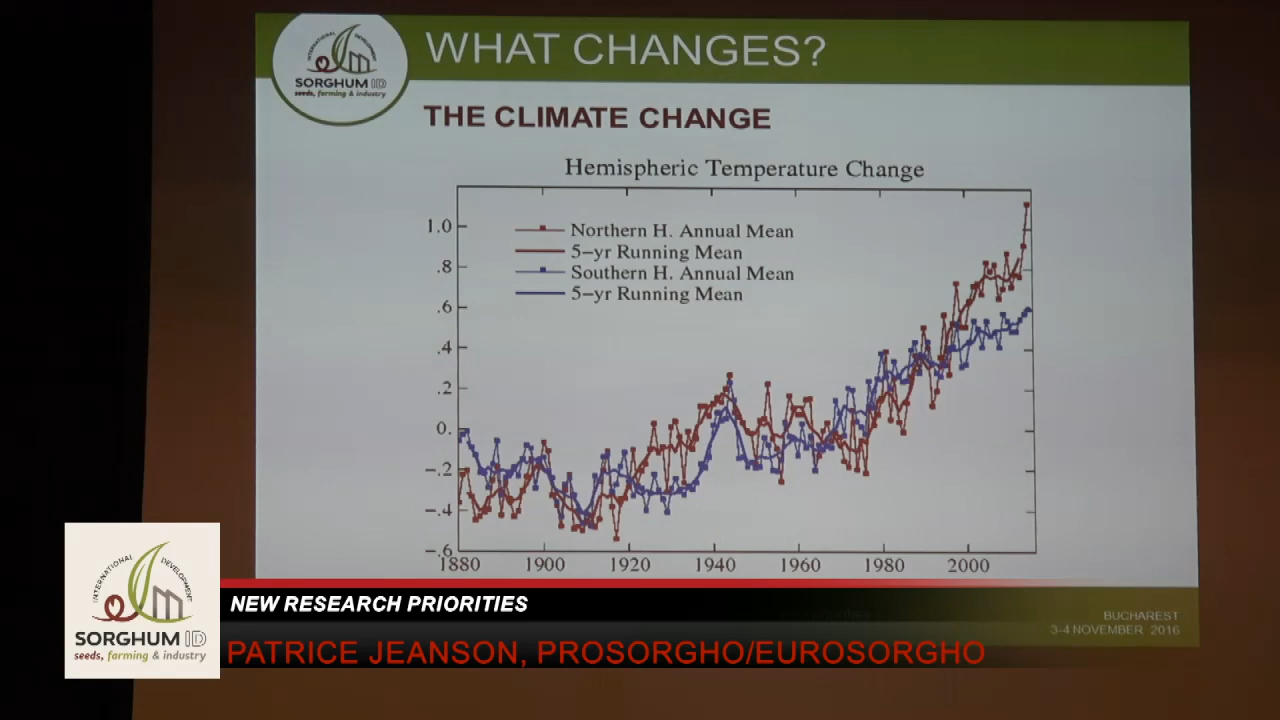 INTERNATIONAL DEVELOPMENT
SORGHUM ID
seeds, farming & industry
WHAT CHANGES?
THE CLIMATE CHANGE
Hemispheric Temperature Change
Northern H. Annual Mean
5-yr Running Mean
Southern H. Annual Mean
5-yr Running Mean
1.0
.8
.6
.4
.2
0.
-.2
-.4
-.6
1880 1900 1920 1940 1960 1980 2000
BUCHAREST
3-4 NOVEMBER 2016
INTERNATIONAL DEVELOPMENT
SORGHUM ID
seeds, farming & industry
NEW RESEARCH PRIORITIES
PATRICE JEANSON, PROSORGHO/EUROSORGHO